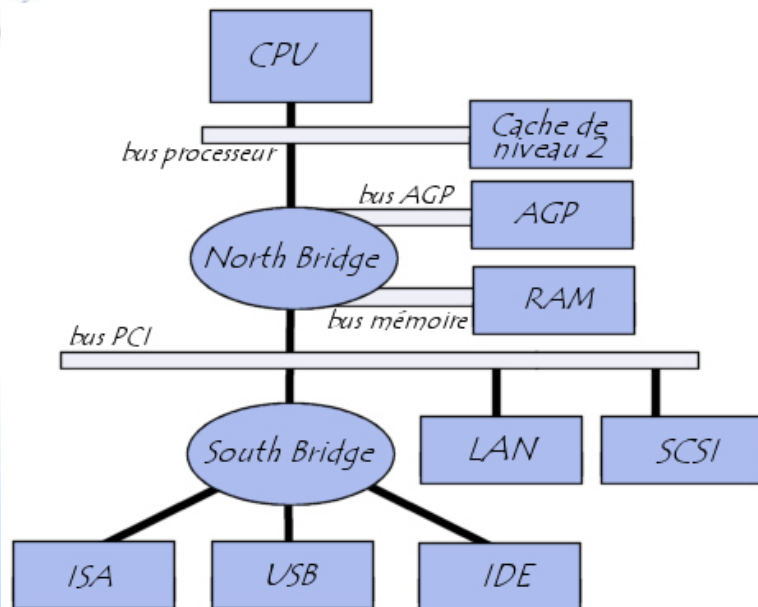 CPU
Cache de
niveau 2
bus processeur
bus AGP
AGP
North Bridge
RAM
bus mémoire
bus PCI
South Bridge
LAN
SCSI
ISA
USB
IDE